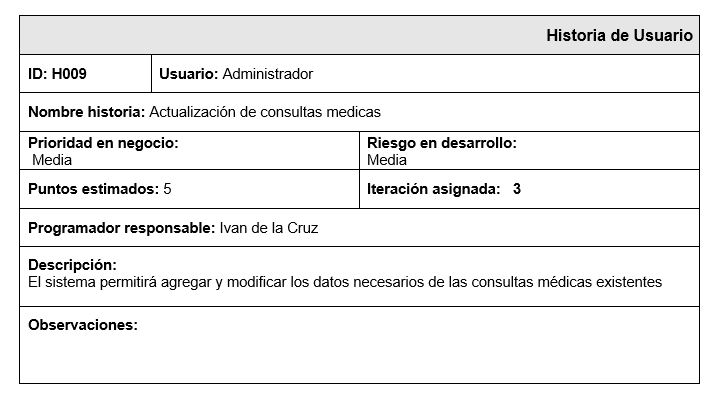 Historia de Usuario
ID: H009 Usuario: Administrador
Nombre historia: Actualización de consultas medicas
Prioridad en negocio:
Media
Riesgo en desarrollo:
Media
Puntos estimados: 5 Iteración asignada: 3
Programador responsable: Ivan de la Cruz
Descripción:
El sistema permitirá agregar y modificar los datos necesarios de las consultas médicas existentes
Observaciones: